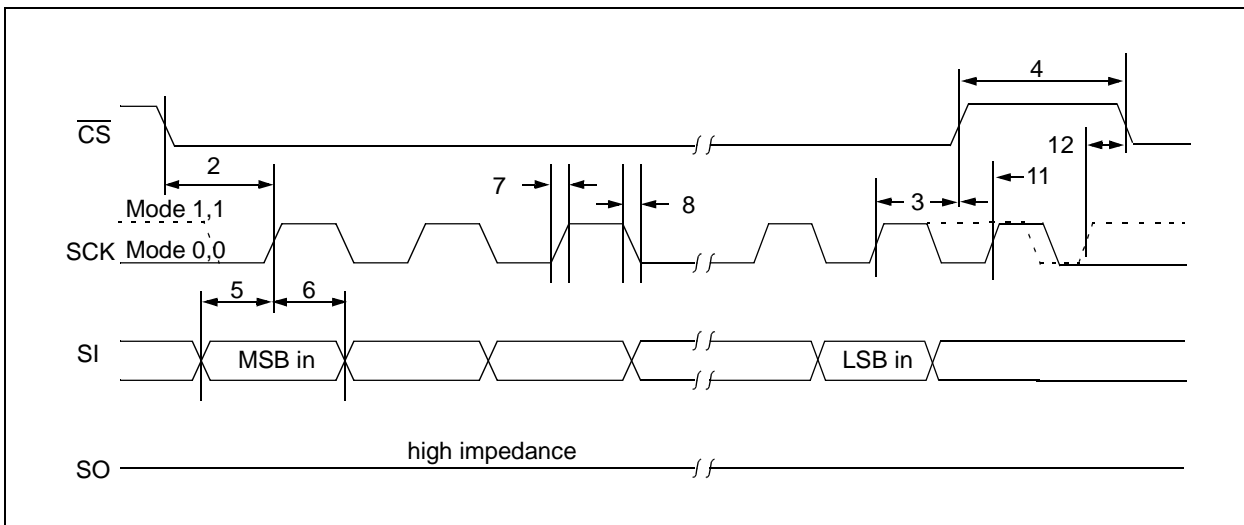 4
CS
12
2
7
8
3
11
Mode 1,1
SCK Mode 0,0
5
6
SI
MSB in
LSB in
high impedance
SO